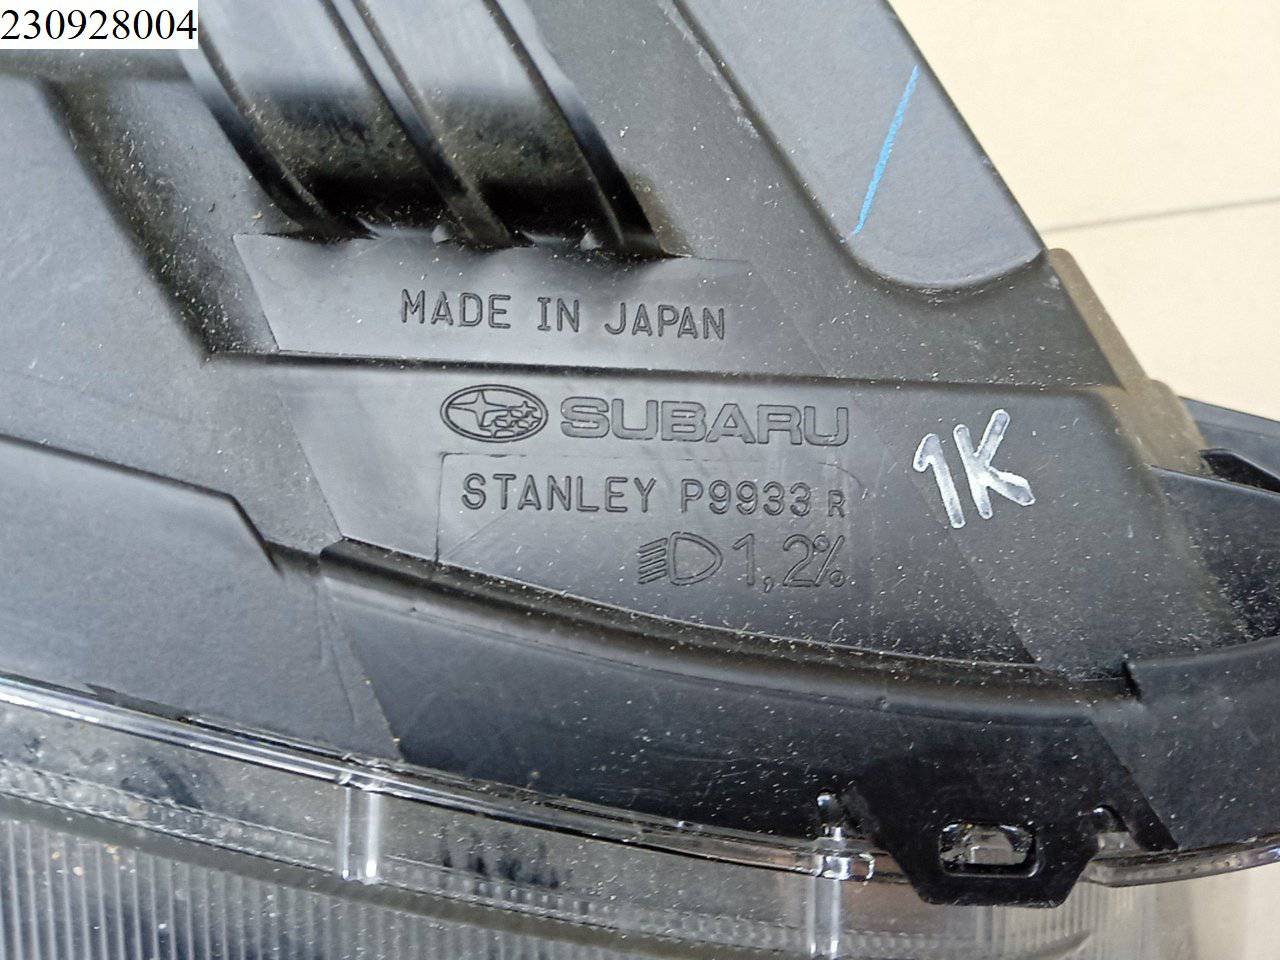 230928004
MADE IN JAPAN
SUBARU
STANLEY P9933 R
1,2%
1K